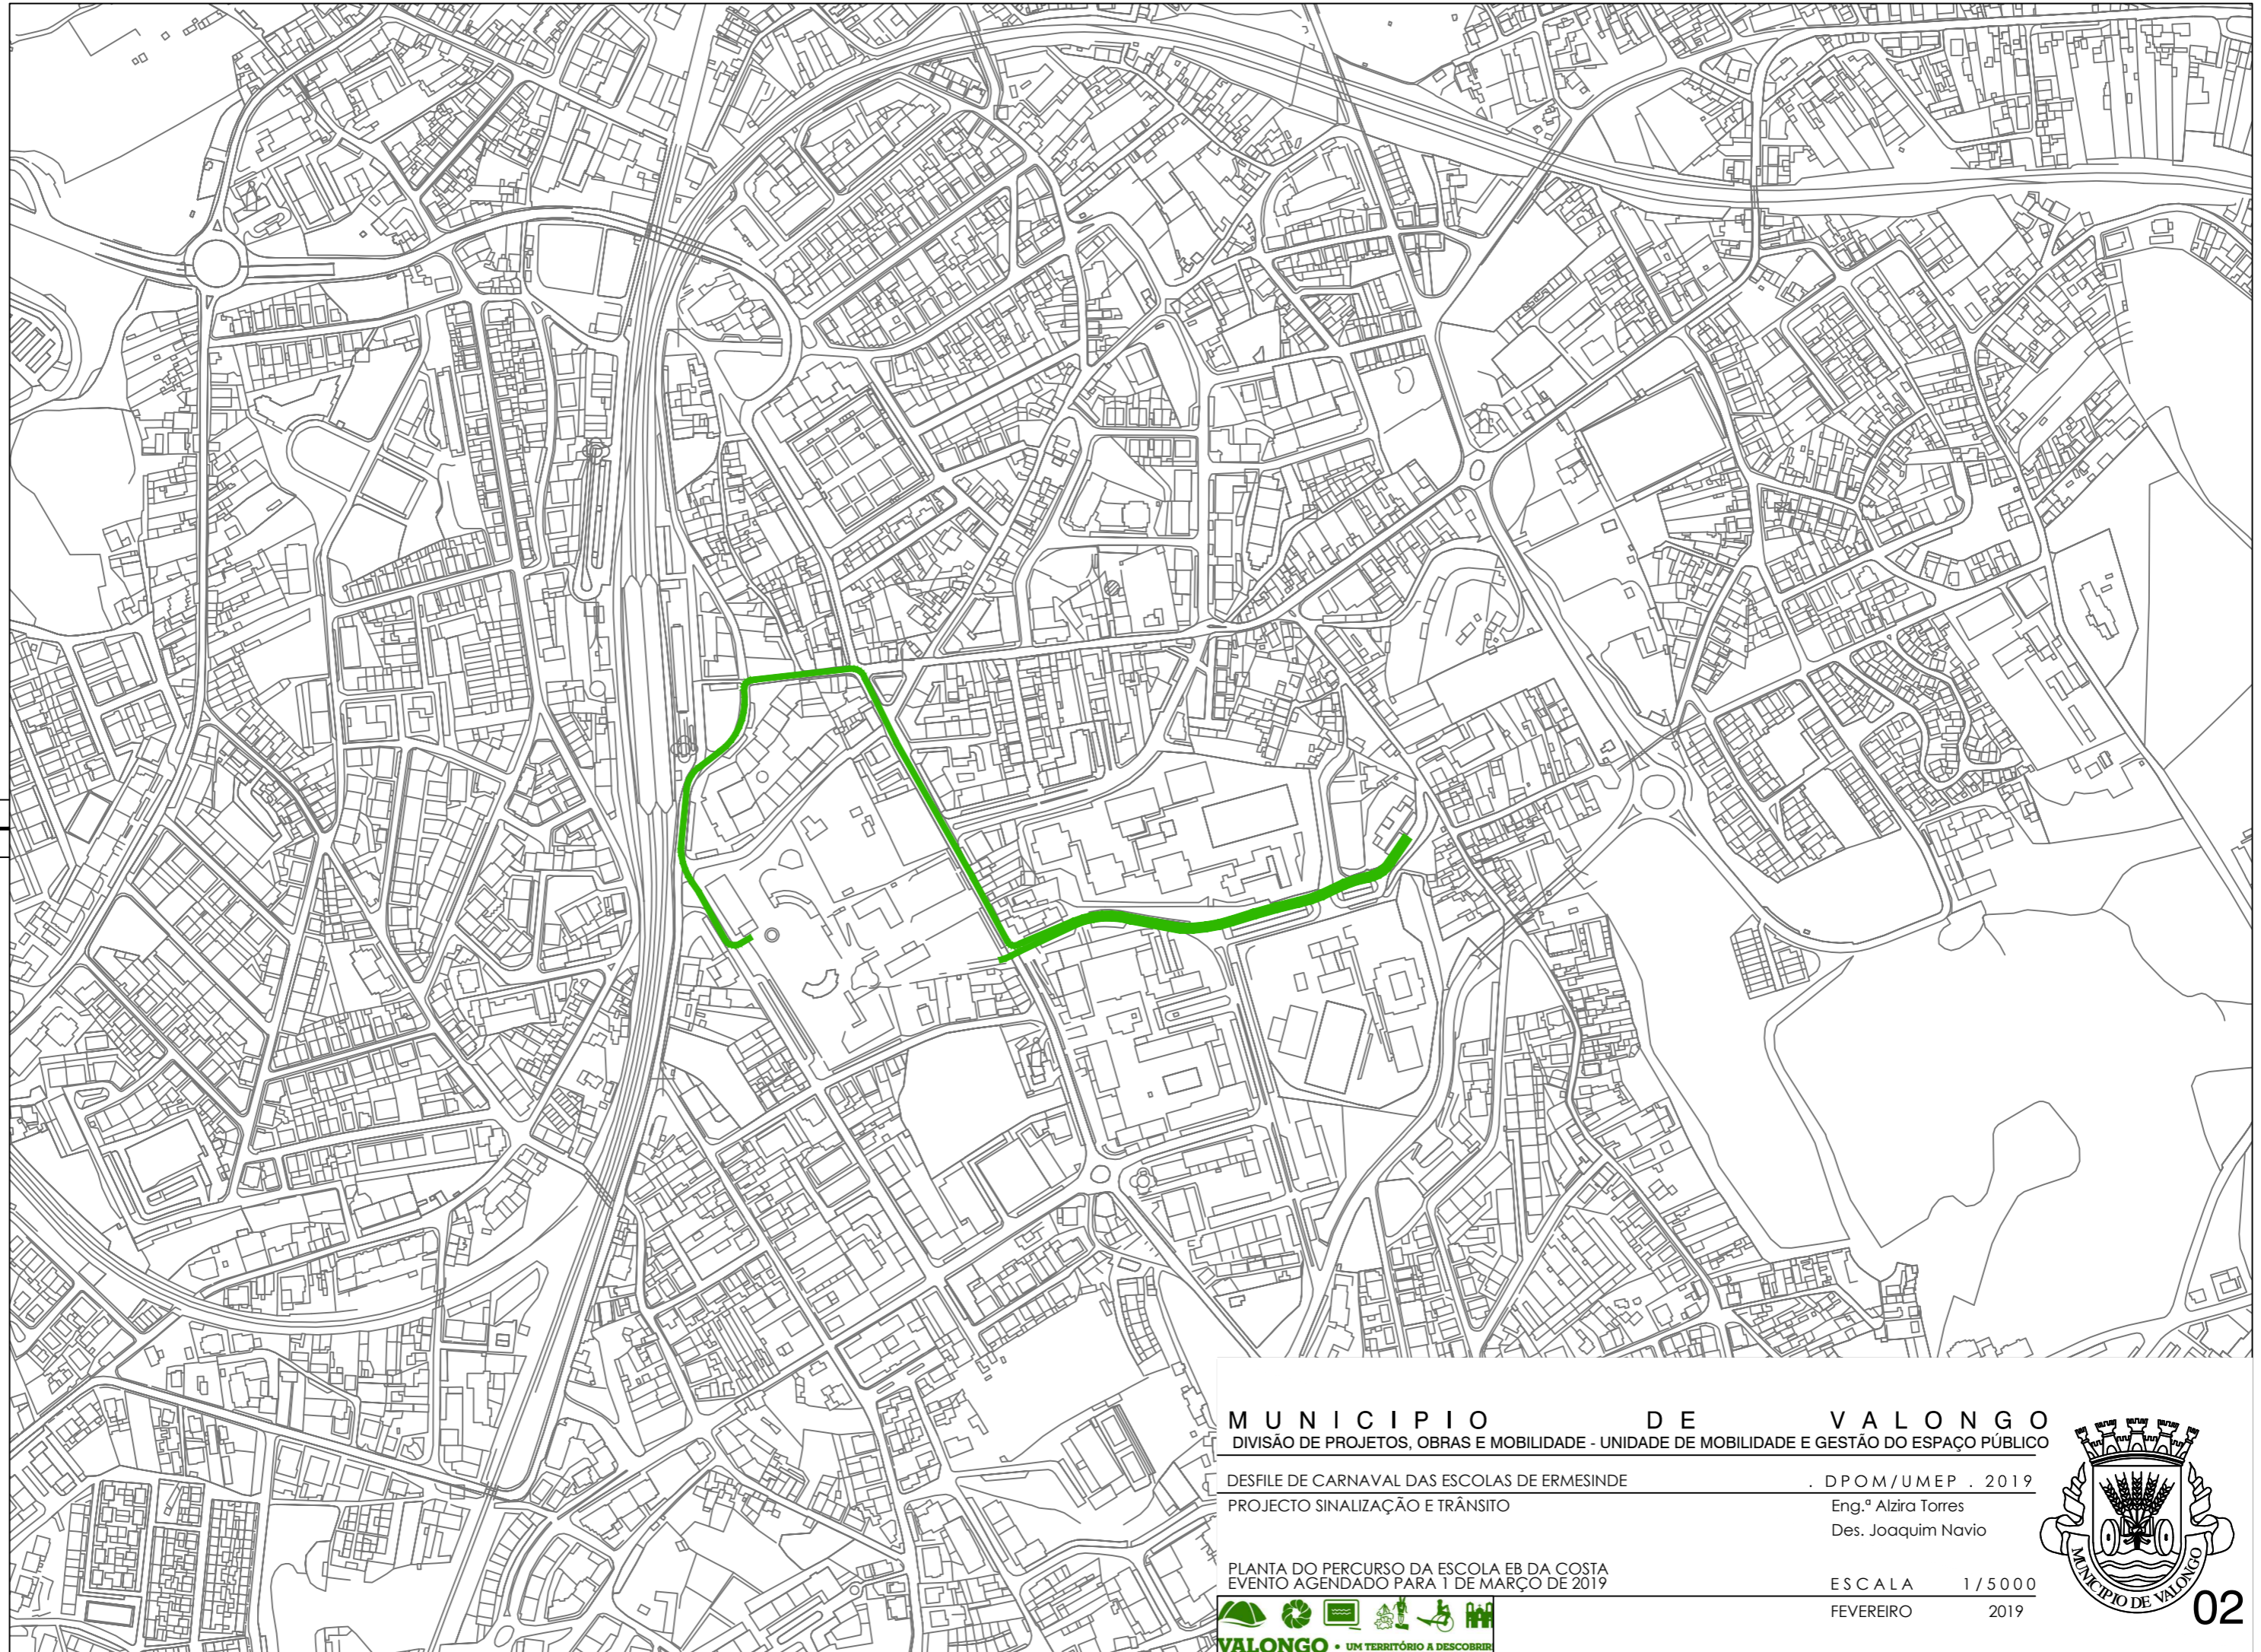 MUNICIPIO DE VALONGO
DIVISÃO DE PROJETOS, OBRAS E MOBILIDADE - UNIDADE DE MOBILIDADE E GESTÃO DO ESPAÇO PÚBLICO
DESFILE DE CARNAVAL DAS ESCOLAS DE ERMESINDE . DPOM/UMEP . 2019
PROJECTO SINALIZAÇÃO E TRÂNSITO Eng.ª Alzira Torres
Des. Joaquim Navio
PLANTA DO PERCURSO DA ESCOLA EB DA COSTA
EVENTO AGENDADO PARA 1 DE MARÇO DE 2019 ESCALA 1/5000
FEVEREIRO 2019
MUNICIPIO DE VALONGO
02
VALONGO • UM TERRITÓRIO A DESCOBRIR